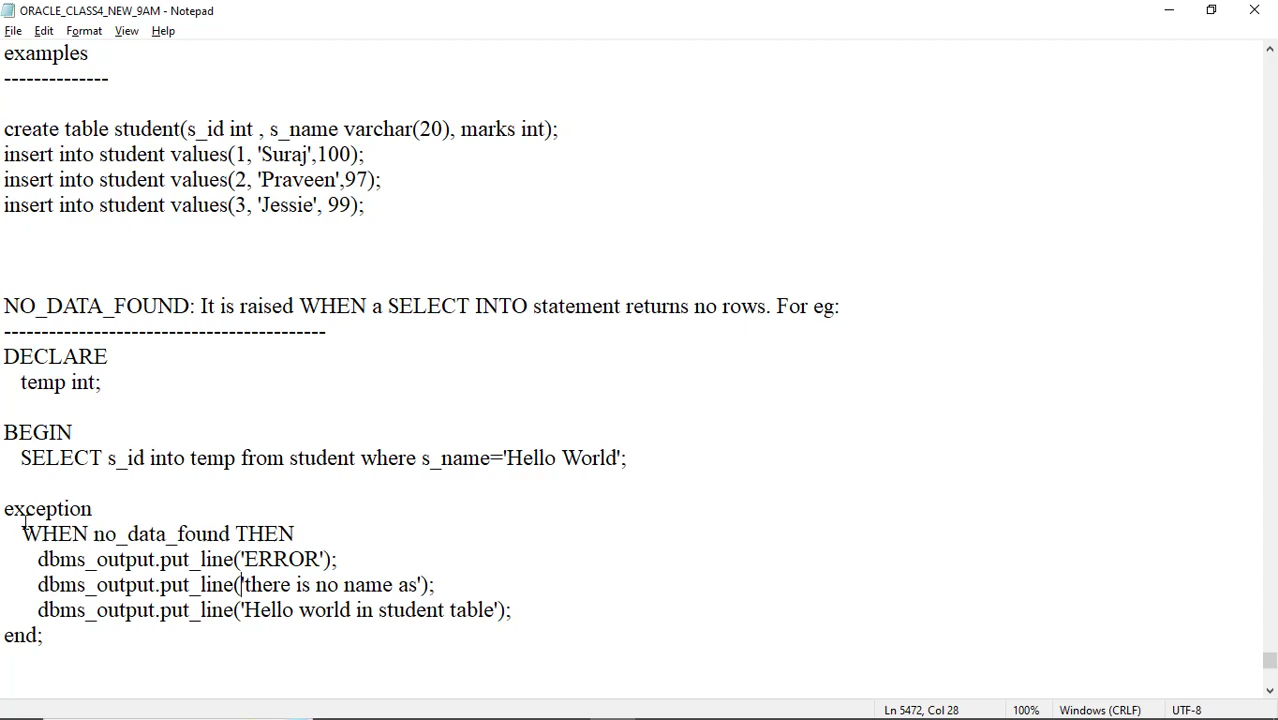 ORACLE_CLASS4_NEW_9AM - Notepad
File Edit Format View Help
examples
--------------
create table student(s_id int , s_name varchar(20), marks int);
insert into student values(1, 'Suraj',100);
insert into student values(2, 'Praveen',97);
insert into student values(3, 'Jessie', 99);
NO_DATA_FOUND: It is raised WHEN a SELECT INTO statement returns no rows. For eg:
-------------------------------------------
DECLARE
temp int;
BEGIN
SELECT s_id into temp from student where s_name='Hello World';
exception
WHEN no_data_found THEN
dbms_output.put_line('ERROR');
dbms_output.put_line('there is no name as');
dbms_output.put_line('Hello world in student table');
end;
Ln 5472, Col 28 100% Windows (CRLF) UTF-8